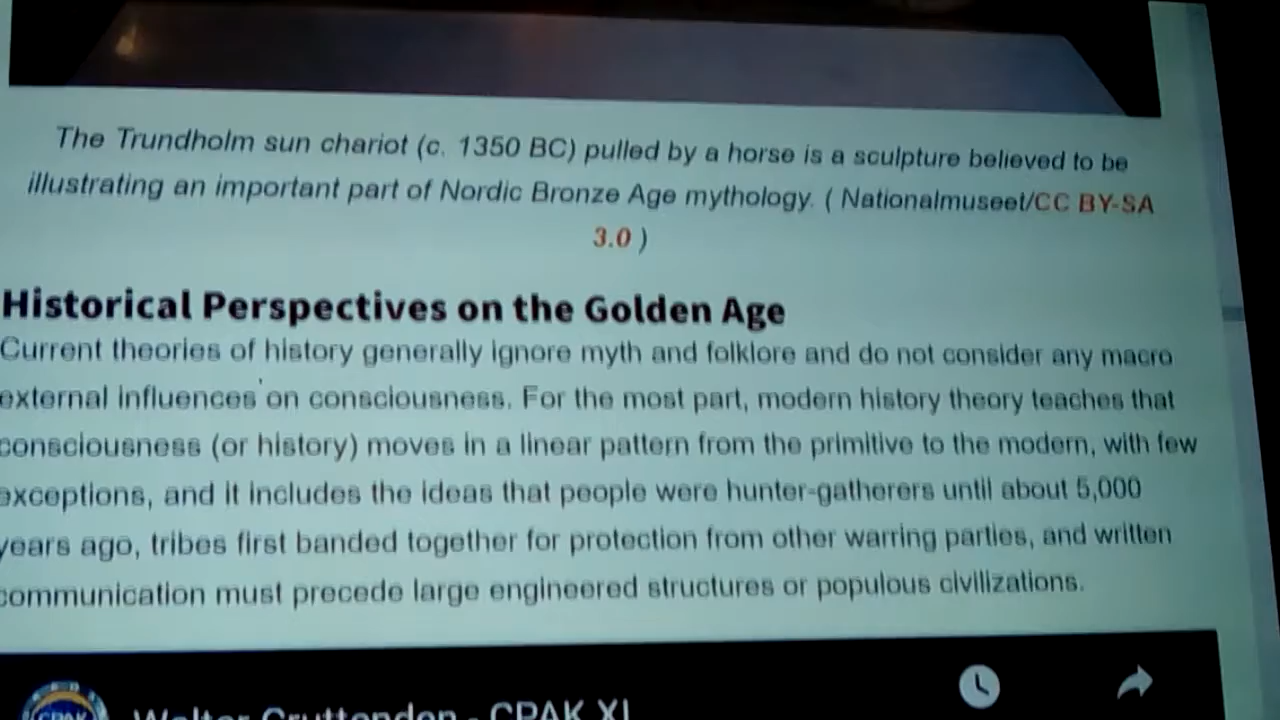 The Trundholm sun chariot (c. 1350 BC) pulled by a horse is a sculpture believed to be
illustrating an important part of Nordic Bronze Age mythology. ( Nationalmuseet/CC BY-SA
3.0 )
Historical Perspectives on the Golden Age
Current theories of history generally ignore myth and folklore and do not consider any macro
external influences on consciousness. For the most part, modern history theory teaches that
consciousness (or history) moves in a linear pattern from the primitive to the modern, with few
exceptions, and it includes the ideas that people were hunter-gatherers until about 5,000
years ago, tribes first banded together for protection from other warring parties, and written
communication must precede large engineered structures or populous civilizations.
CPAK
Walter Cruttenden - CPAK XI